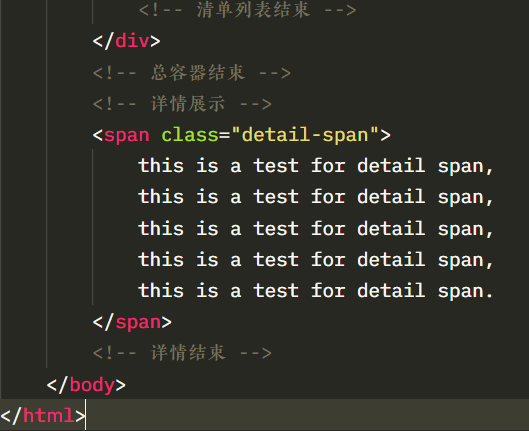 <!-- 清单列表结束 -->
</div>
<!-- 总容器结束 -->
<!-- 详情展示 -->
<span class="detail-span">
this is a test for detail span,
this is a test for detail span,
this is a test for detail span,
this is a test for detail span,
this is a test for detail span.
</span>
<!-- 详情结束 -->
</body>
</html>